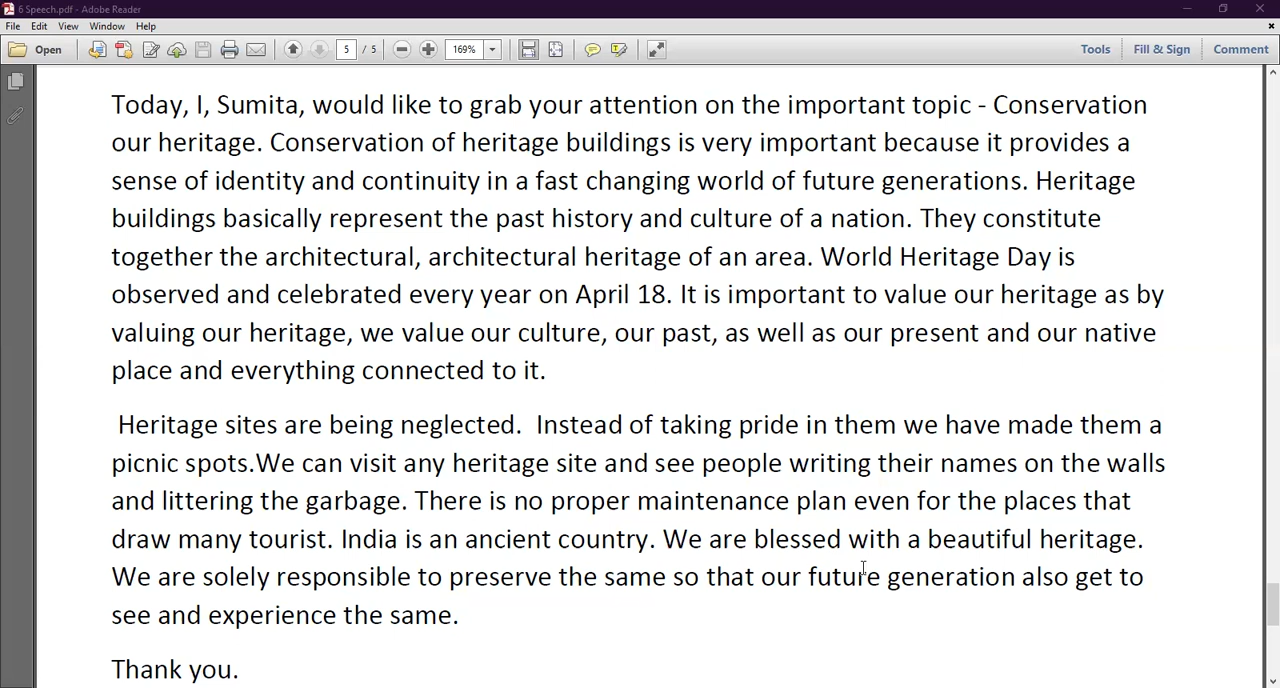 6 Speech.pdf - Adobe Reader
File Edit View Window Help
Open 5 / 5 169% Tools Fill & Sign Comment
Today, I, Sumita, would like to grab your attention on the important topic - Conservation
our heritage. Conservation of heritage buildings is very important because it provides a
sense of identity and continuity in a fast changing world of future generations. Heritage
buildings basically represent the past history and culture of a nation. They constitute
together the architectural, architectural heritage of an area. World Heritage Day is
observed and celebrated every year on April 18. It is important to value our heritage as by
valuing our heritage, we value our culture, our past, as well as our present and our native
place and everything connected to it.
Heritage sites are being neglected.  Instead of taking pride in them we have made them a
picnic spots.We can visit any heritage site and see people writing their names on the walls
and littering the garbage. There is no proper maintenance plan even for the places that
draw many tourist. India is an ancient country. We are blessed with a beautiful heritage.
We are solely responsible to preserve the same so that our future generation also get to
see and experience the same.
Thank you.